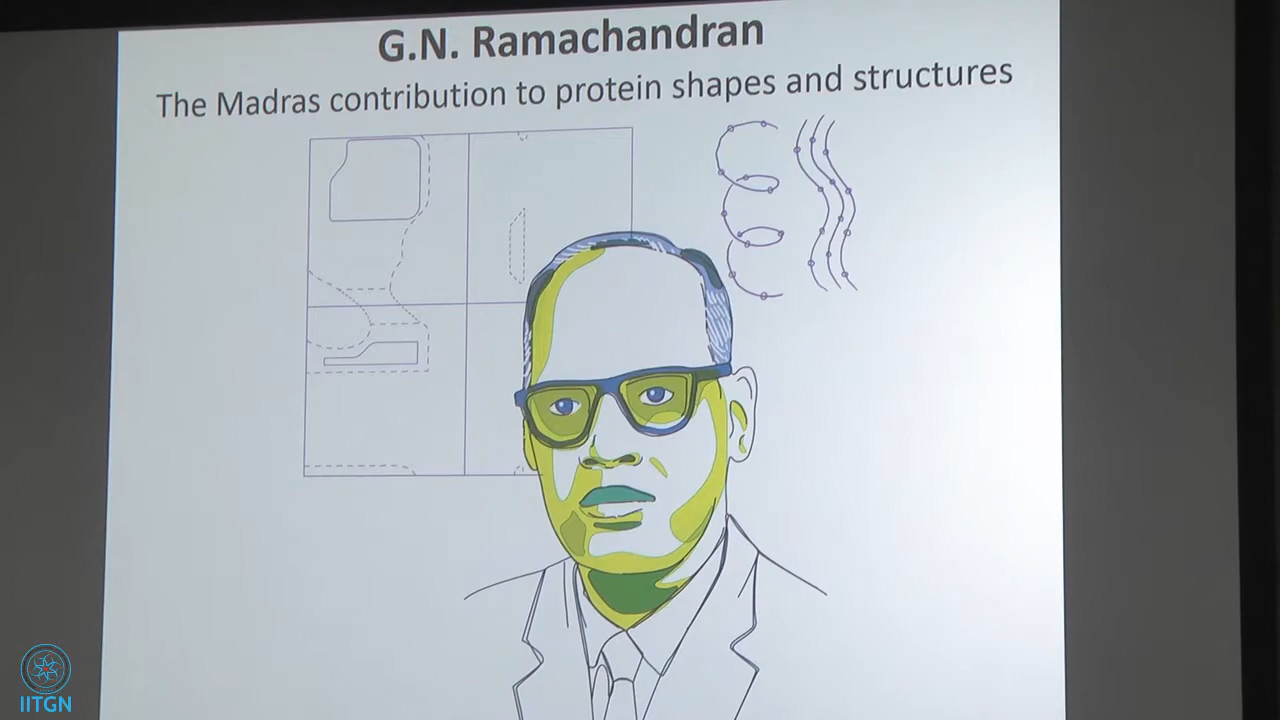 G.N. Ramachandran
The Madras contribution to protein shapes and structures
IITGN